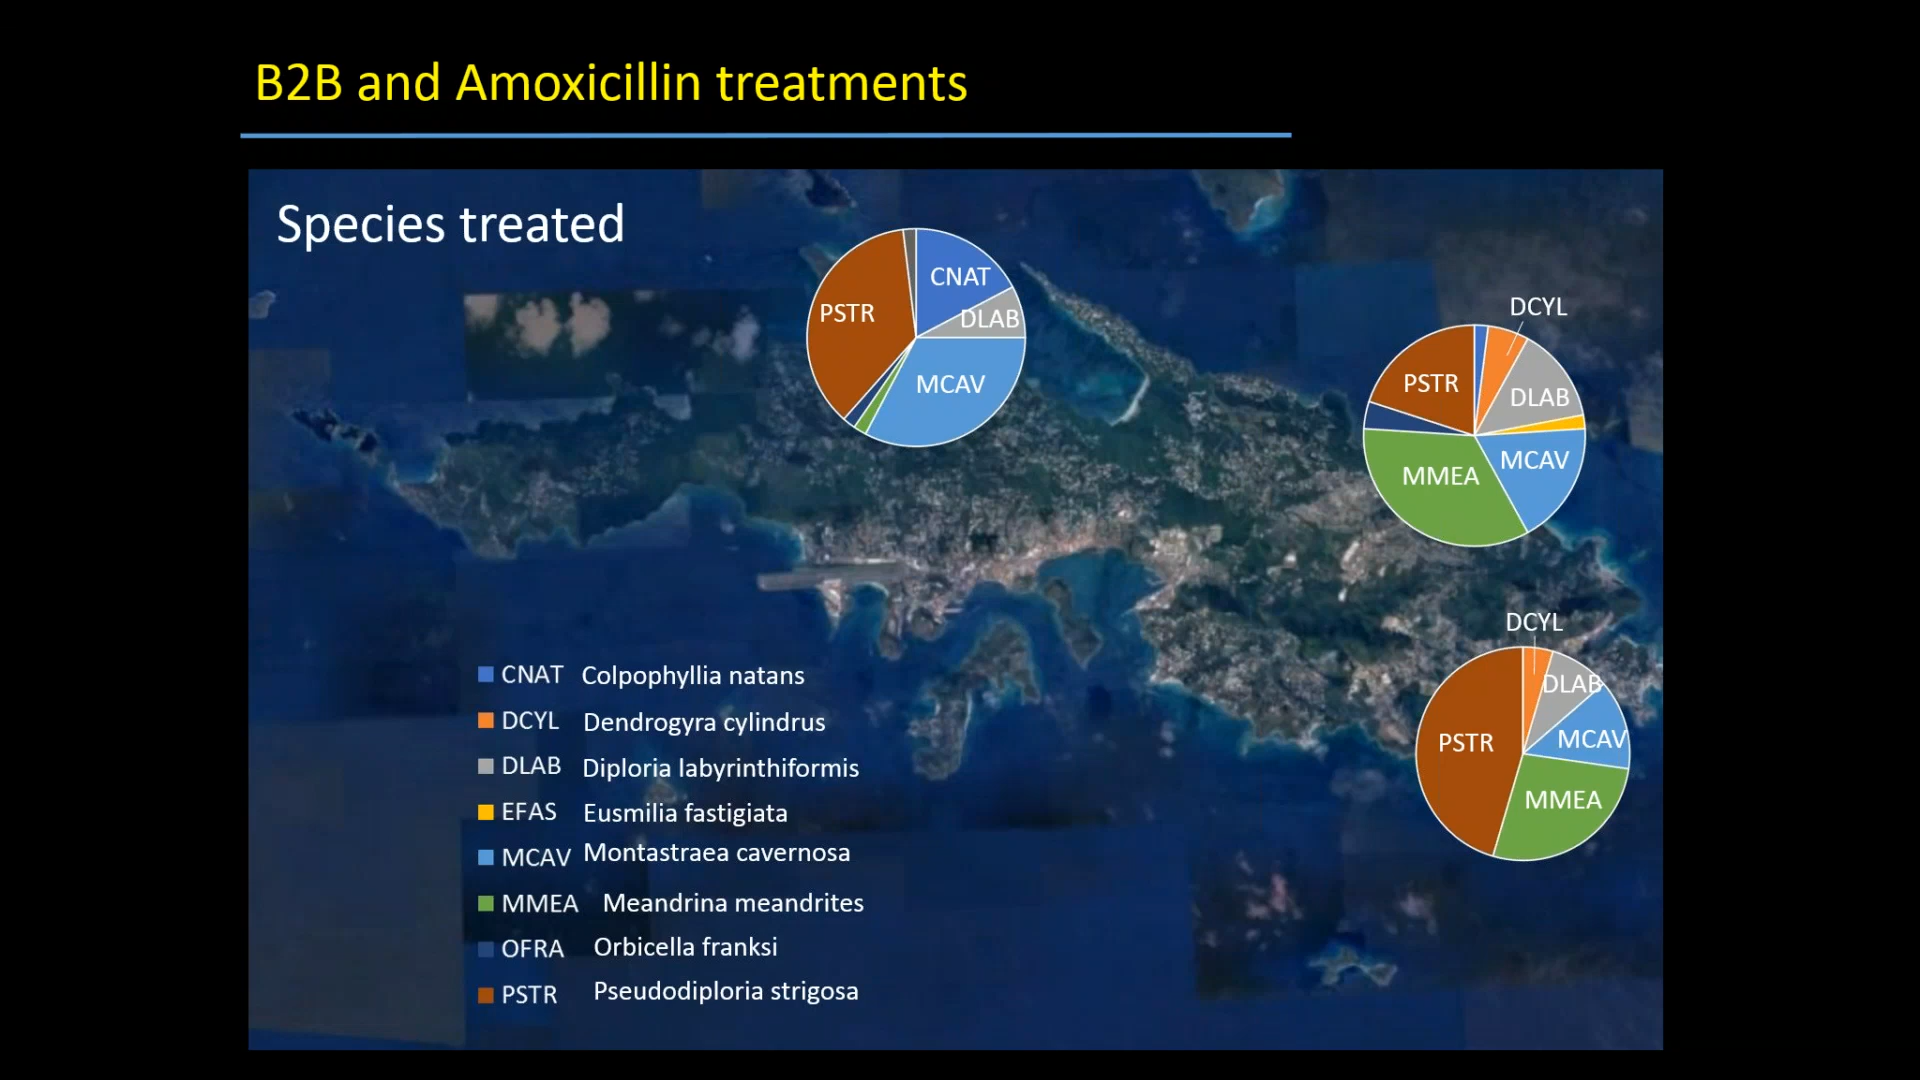 B2B and Amoxicillin treatments
Species treated
CNAT
DLAB
PSTR
MCAV
DCYL
PSTR
DLAB
MCAV
MMEA
DCYL
DLAB
PSTR
MCAV
MMEA
CNAT Colpophyllia natans
DCYL Dendrogyra cylindrus
DLAB Diploria labyrinthiformis
EFAS Eusmilia fastigiata
MCAV Montastraea cavernosa
MMEA Meandrina meandrites
OFRA Orbicella franksi
PSTR Pseudodiploria strigosa